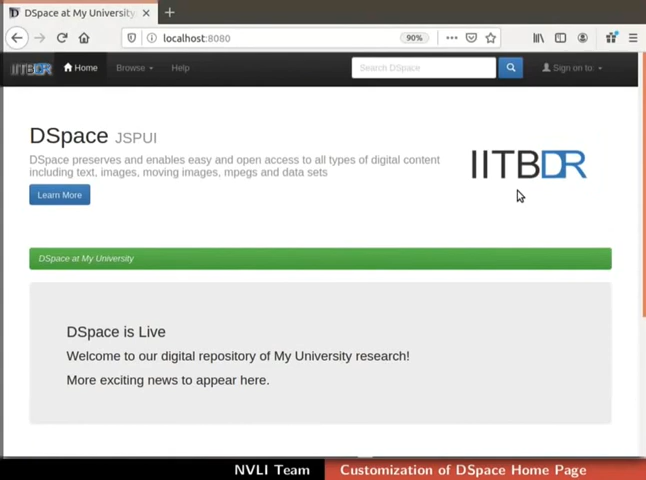 DSpace at My University
localhost:8080
90%
IITBDR
Home
Browse
Help
Search DSpace
Sign on to:
DSpace JSPUI
DSpace preserves and enables easy and open access to all types of digital content
including text, images, moving images, mpegs and data sets
IITBDR
Learn More
DSpace at My University
DSpace is Live
Welcome to our digital repository of My University research!
More exciting news to appear here.
NVLI Team
Customization of DSpace Home Page